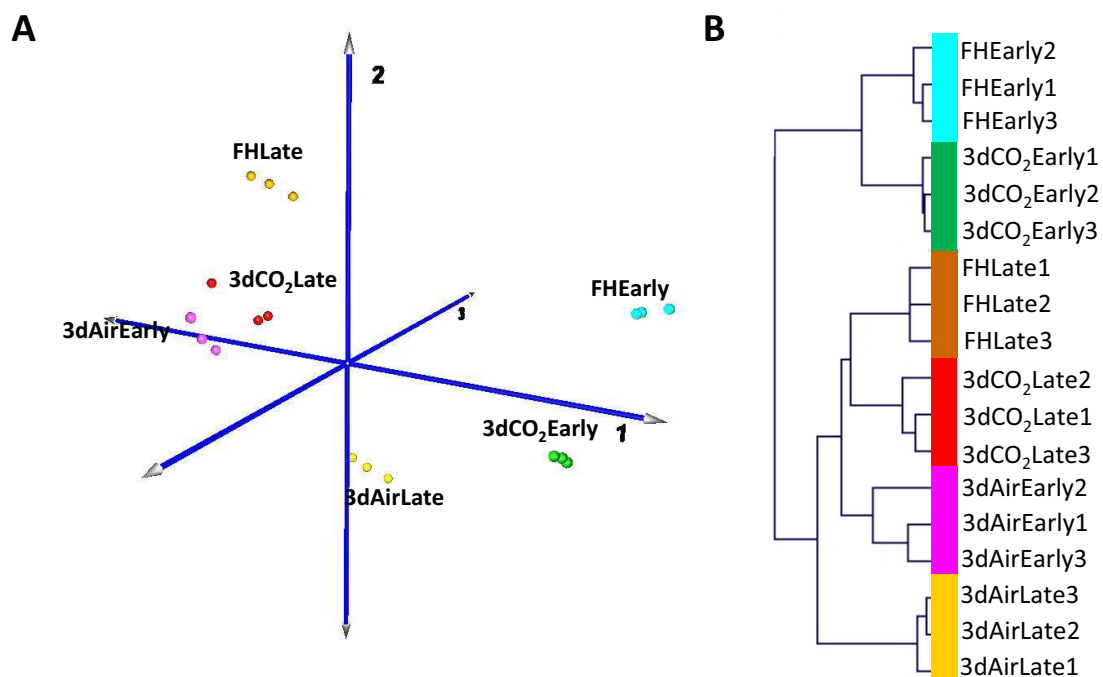 A
2
FHLate
3dCO₂Late
3dAirEarly
3
FHEarly
3dCO₂Early
1
3dAirLate
B
FHEarly2
FHEarly1
FHEarly3
3dCO₂Early1
3dCO₂Early2
3dCO₂Early3
FHLate1
FHLate2
FHLate3
3dCO₂Late2
3dCO₂Late1
3dCO₂Late3
3dAirEarly2
3dAirEarly1
3dAirEarly3
3dAirLate3
3dAirLate2
3dAirLate1